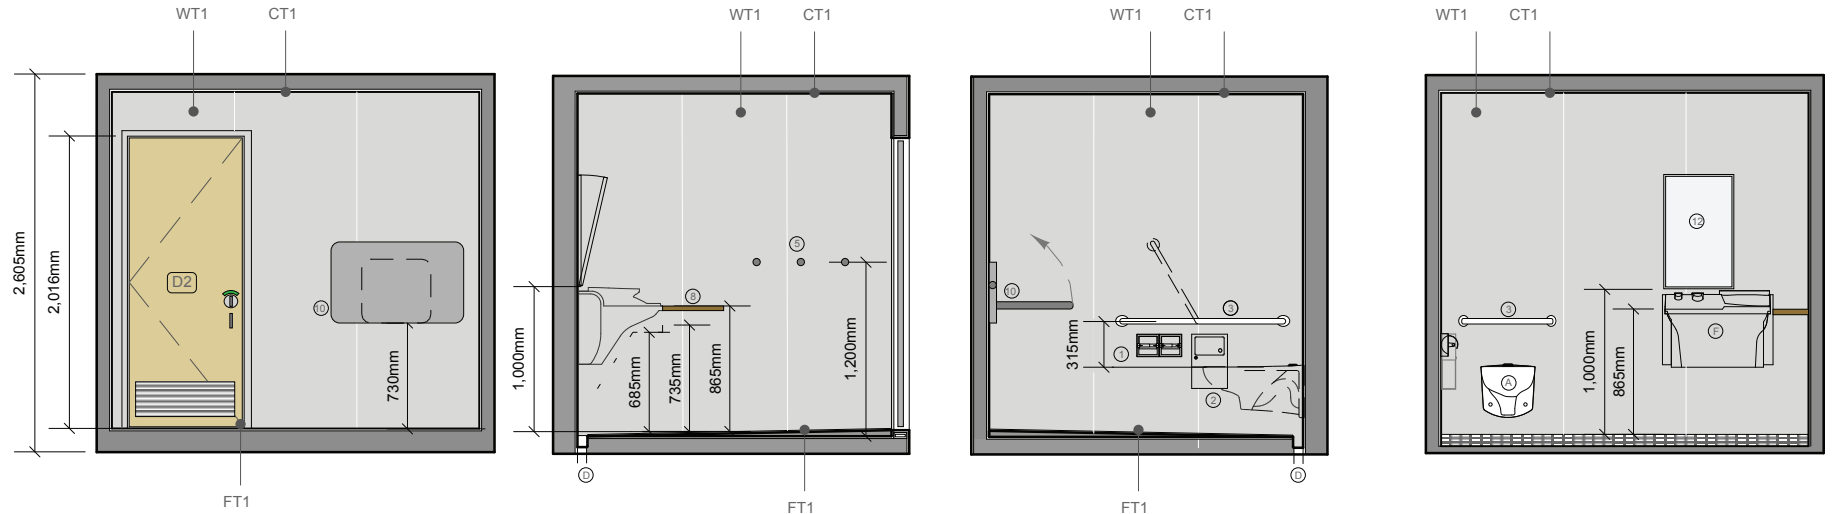 WT1
CT1
2,605mm
2,016mm
D2
10
730mm
FT1
WT1
CT1
5
8
1,000mm
685mm
735mm
865mm
1,200mm
D
FT1
WT1
CT1
10
3
315mm
1
2
D
FT1
WT1
CT1
12
3
F
A
1,000mm
865mm